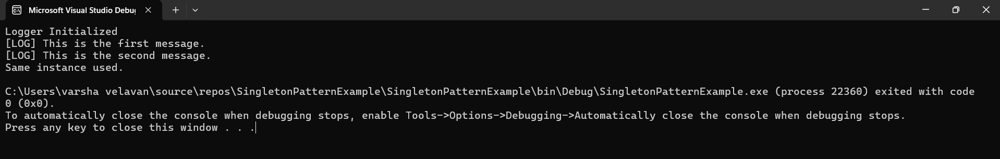 Microsoft Visual Studio Debu
Logger Initialized
[LOG] This is the first message.
[LOG] This is the second message.
Same instance used.
C:\Users\varsha velavan\source\repos\SingletonPatternExample\SingletonPatternExample\bin\Debug\SingletonPatternExample.exe (process 22360) exited with code
0 (0x0).
To automatically close the console when debugging stops, enable Tools->Options->Debugging->Automatically close the console when debugging stops.
Press any key to close this window . . .